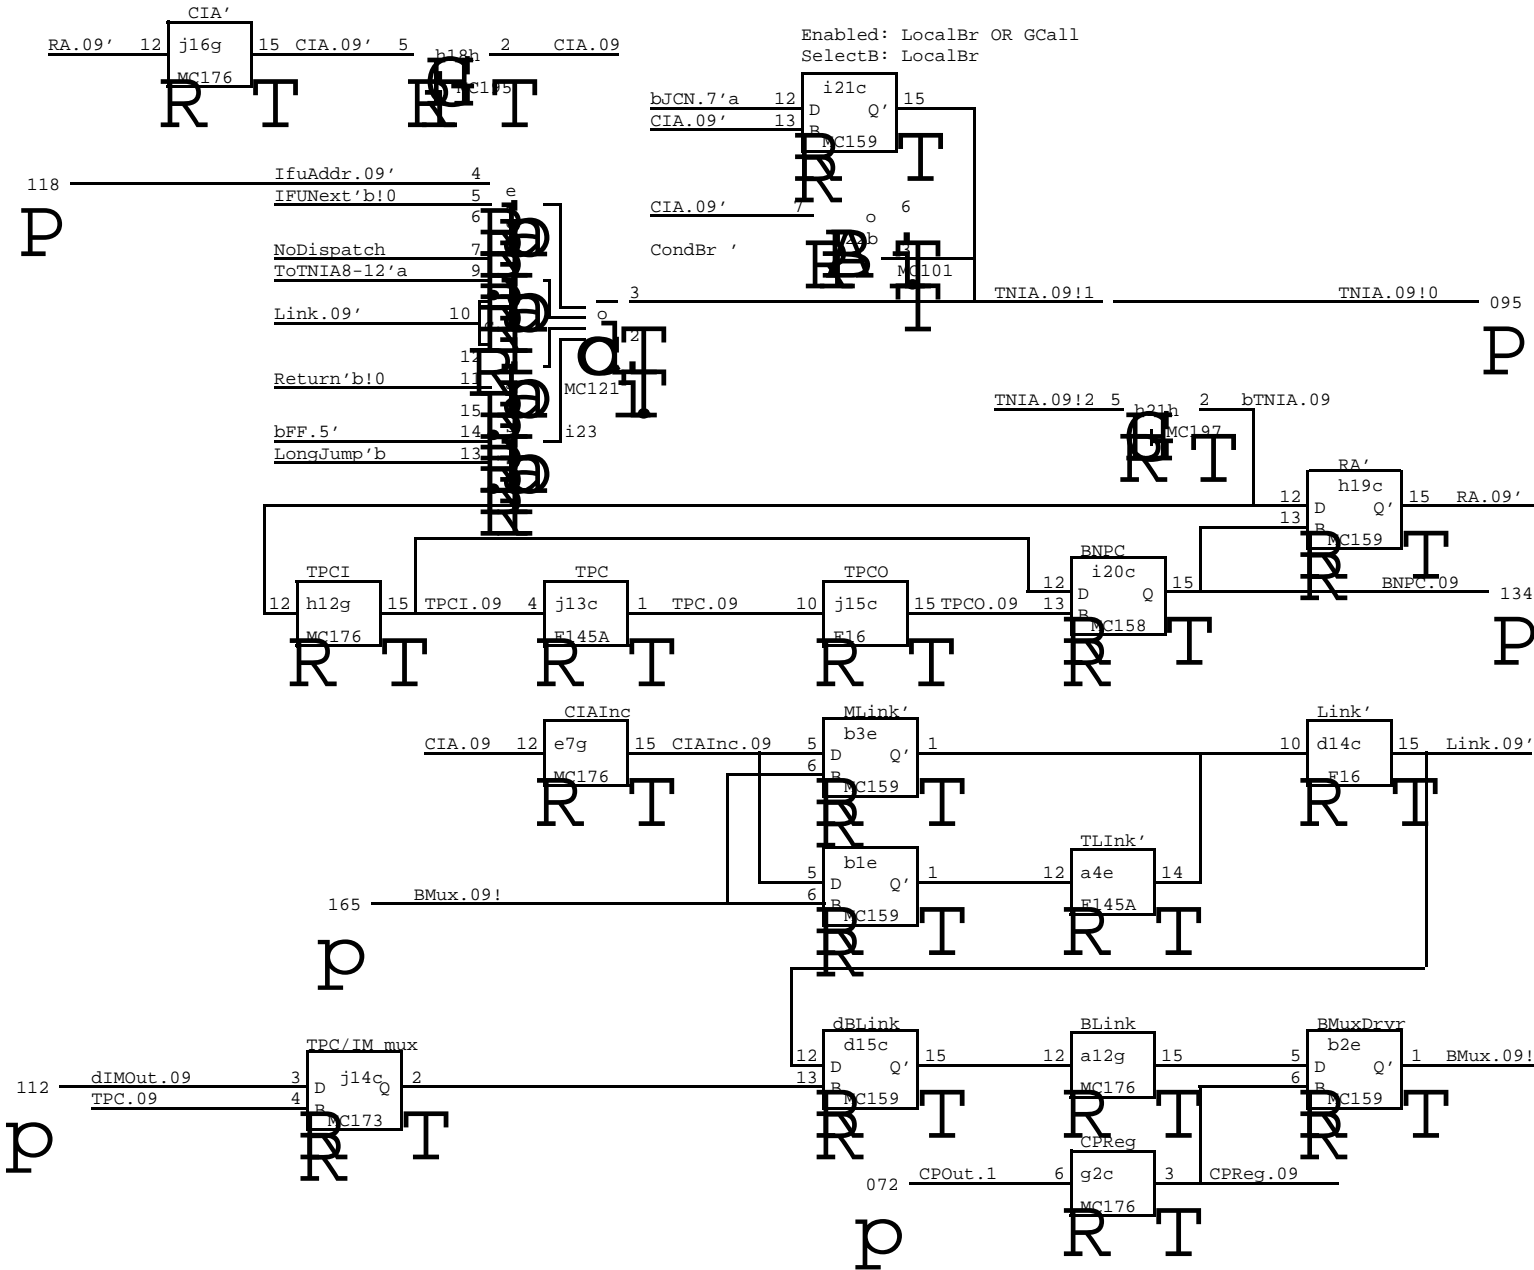 CIA'
RA.09' 12 j16g 15 CIA.09' 5 h18h 2 CIA.09
MC176 MC195
R T R T
Enabled: LocalBr OR GCall
SelectB: LocalBr
i21c
bJCN.7'a 12 D Q' 15
CIA.09' 13 B
MC159
R T
R
118 IfuAddr.09' 4
P
IFUNext'b!0 5 e
6
NoDispatch 7
ToTNIA8-12'a 9
Link.09' 10
12
Return'b!0 11
15
bFF.5' 14
LongJump'b 13
CIA.09' 7 o 6
CondBr '
MC101
3 TNIA.09!1 TNIA.09!0 095
P
o
2
MC121
i23
TNIA.09!2 5 h21h 2 bTNIA.09
MC197
R T
RA'
h19c
12 D Q' 15 RA.09'
13 B
MC159
R T
R
TPCI TPC TPCO BNPC
i20c
12 h12g 15 TPCI.09 4 j13c 1 TPC.09 10 j15c 15 TPCO.09
12 D Q 15 BNPC.09 134
13 B
P
MC176 F145A F16 MC158
R T R T R T R T
R
CIAInc MLink' Link'
b3e
CIA.09 12 e7g 15 CIAInc.09 5 D Q' 1 10 d14c 15 Link.09'
6 B
MC176 MC159 F16
R T R T R T
R
TLInk'
b1e
5 D Q' 1 12 a4e 14
165 BMux.09! 6 B
MC159 F145A
R T R T
R
p
dBLink BLink BMuxDrvr
d15c b2e
12 D Q' 15 12 a12g 15 5 D Q' 1 BMux.09!
TPC/IM mux
112 dIMOut.09 3 D j14c Q 2 13 B 6 B
TPC.09 4 B
MC173 MC159 MC176 MC159
R T R T R T R T
R R R
p
CPReg
072 CPOut.1 6 g2c 3 CPReg.09
MC176
R T
p